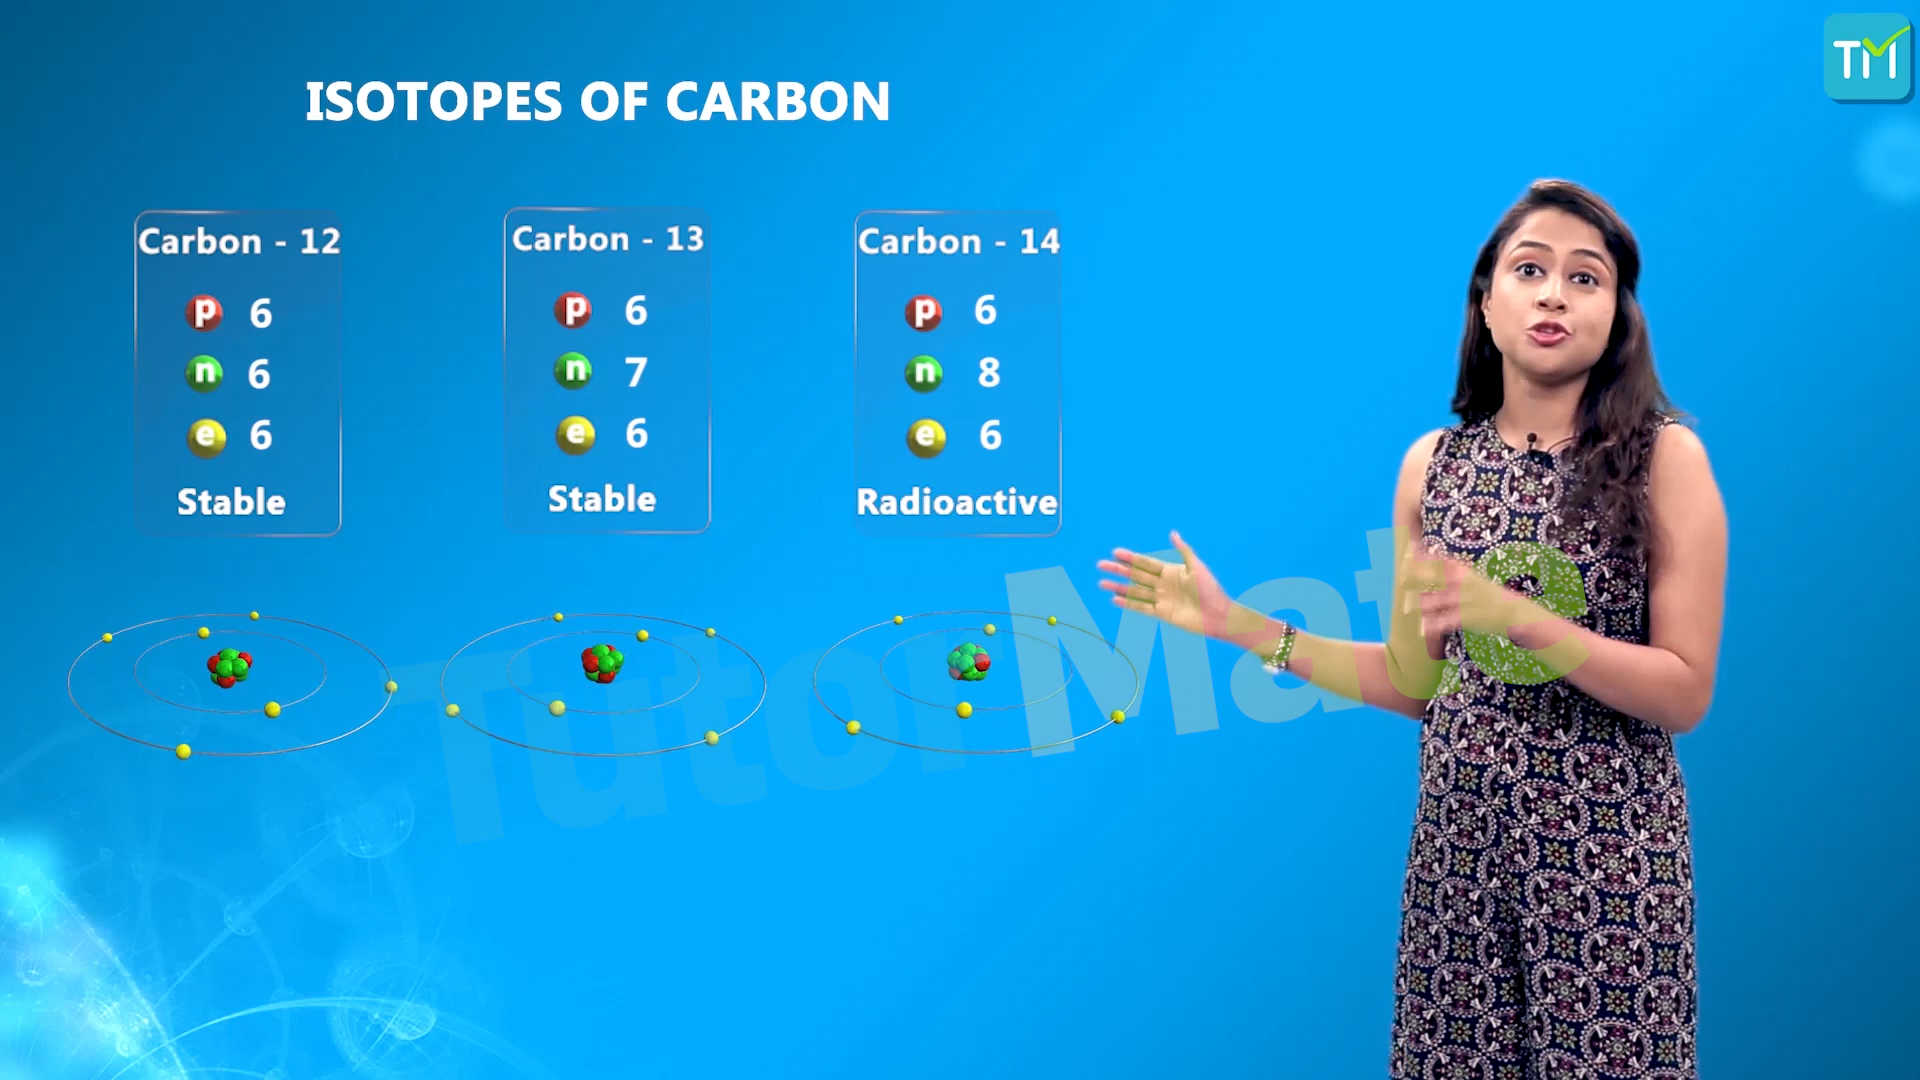 TM
ISOTOPES OF CARBON
Carbon - 12
p 6
n 6
e 6
Stable
Carbon - 13
p 6
n 7
e 6
Stable
Carbon - 14
p 6
n 8
e 6
Radioactive
TutorMate